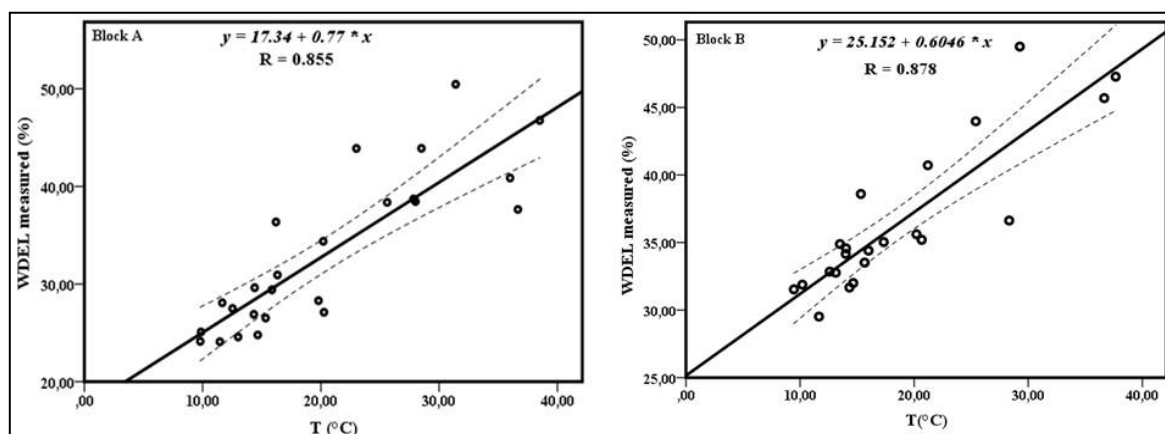 Block A
y = 17.34 + 0.77 * x
R = 0.855
WDEL measured (%)
50,00
40,00
30,00
20,00
,00
10,00
20,00
30,00
40,00
T (°C)
Block B
y = 25.152 + 0.6046 * x
R = 0.878
WDEL measured (%)
50,00
45,00
40,00
35,00
30,00
25,00
,00
10,00
20,00
30,00
40,00
T(°C)